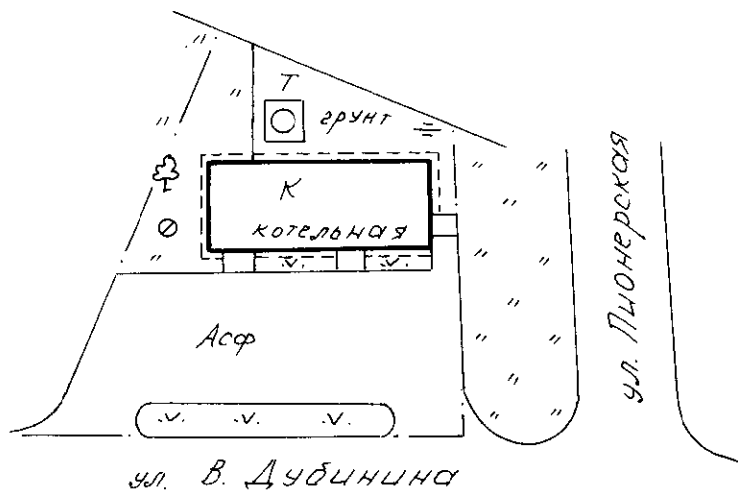 Т
грунт
К
котельная
ул. Пионерская
Асф
ул. В. Дубинина